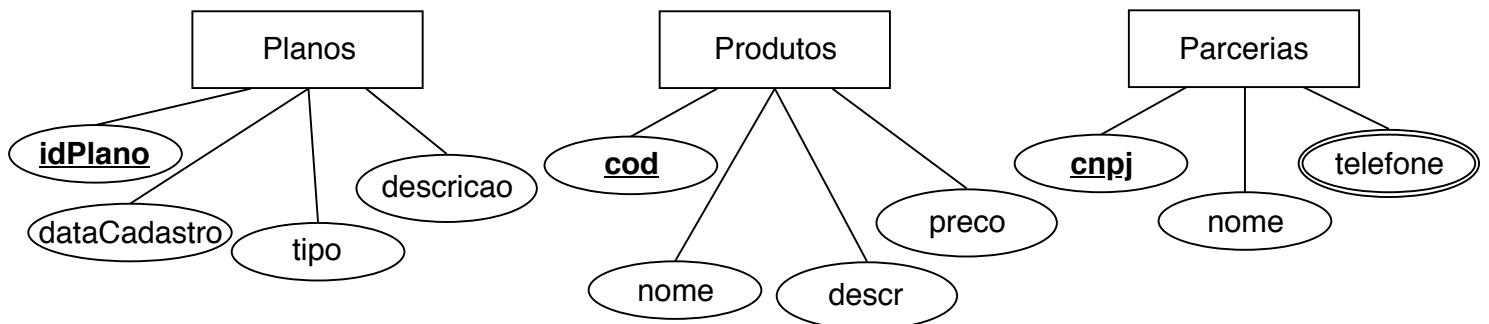 Planos
Produtos
Parcerias
idPlano
dataCadastro
tipo
descricao
cod
nome
descr
preco
cnpj
nome
telefone